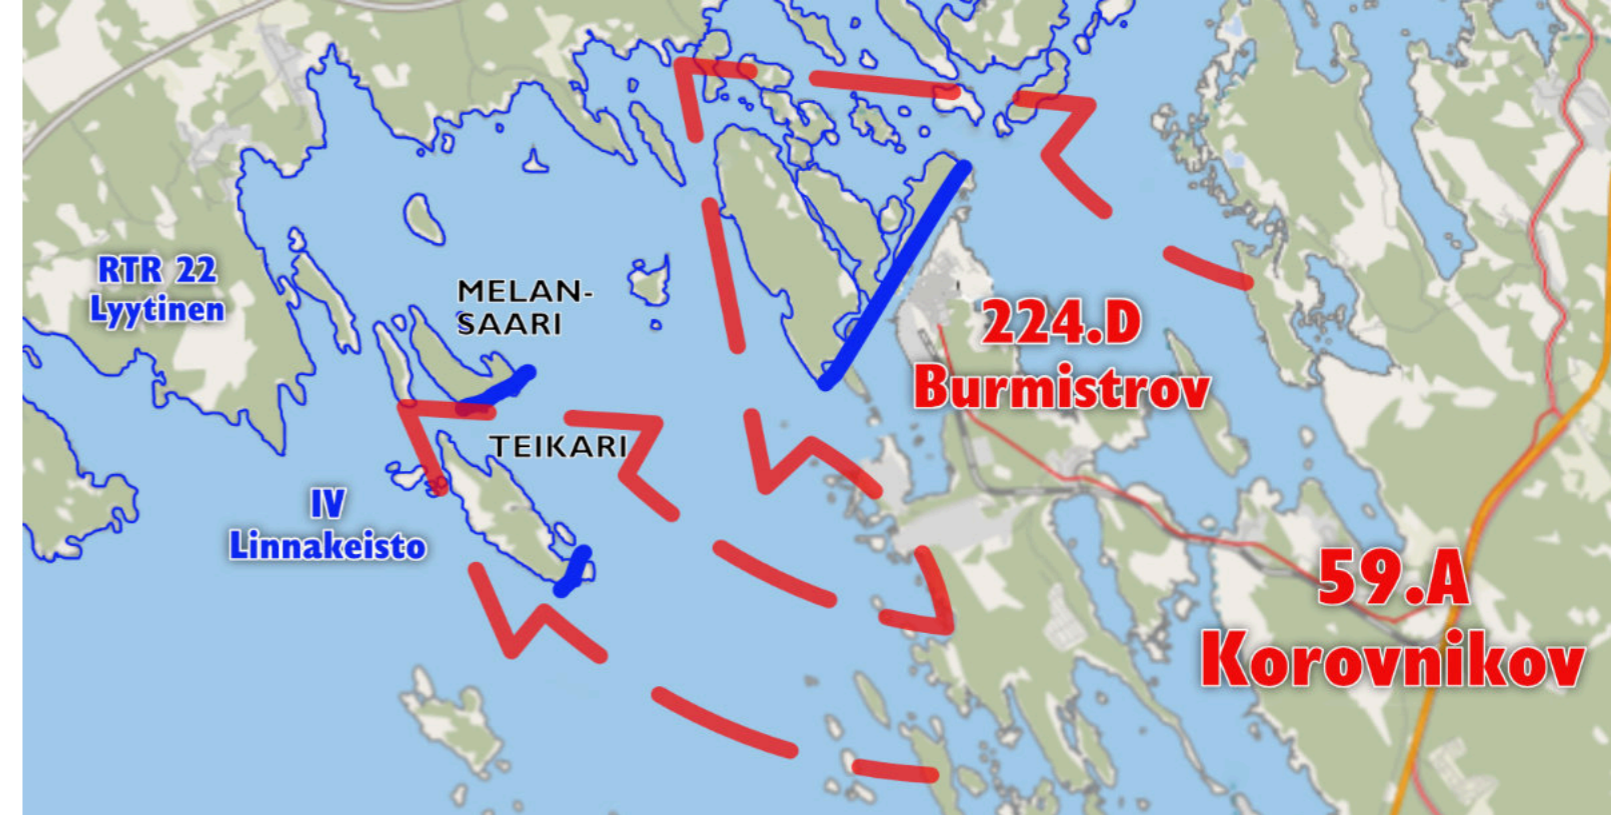 RTR 22
Lyytinen
MELAN-
SAARI
224.D
Burmistrov
TEIKARI
IV
Linnakeisto
59.A
Korovnikov